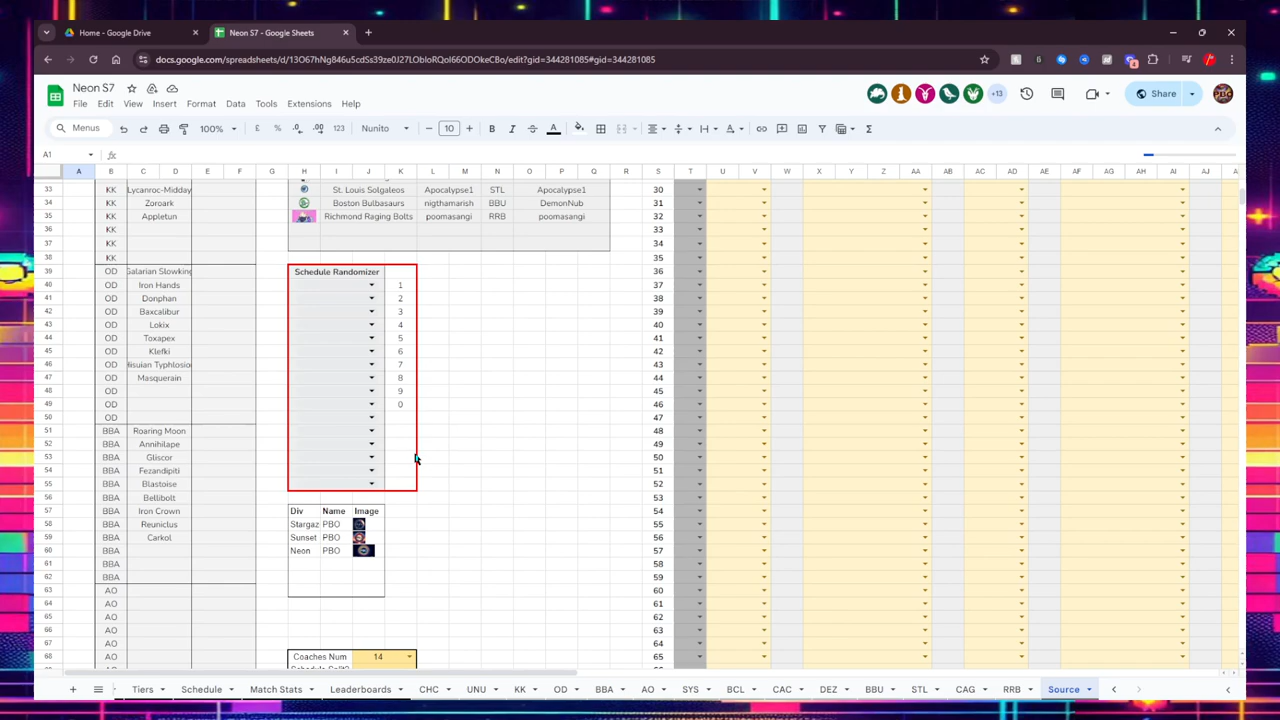 Home - Google Drive
Neon S7 - Google Sheets
docs.google.com/spreadsheets/d/13O67hNg846u5cdSs39ze0J27LObloRQoI66ODOkeCBo/edit?gid=344281085#gid=344281085
Neon S7
File Edit View Insert Format Data Tools Extensions Help
+13
Share
Menus 100% £ % .0 .00 123 Nunito 10 B I A
A1 fx
A B C D E F G H I J K L M N O P Q R S T U V W X Y Z AA AB AC AD AE AF AG AH AI AJ
33 KK Lycanroc-Midday St. Louis Solgaleos Apocalypse1 STL Apocalypse1 30
34 KK Zoroark Boston Bulbasaurs nigthamarish BBU DemonNub 31
35 KK Appletun Richmond Raging Bolts poomasangi RRB poomasangi 32
36 KK 33
37 KK 34
38 KK 35
39 OD Galarian Slowking Schedule Randomizer 36
40 OD Iron Hands 1 37
41 OD Donphan 2 38
42 OD Baxcalibur 3 39
43 OD Lokix 4 40
44 OD Toxapex 5 41
45 OD Klefki 6 42
46 OD Hisuian Typhlosion 7 43
47 OD Masquerain 8 44
48 OD 9 45
49 OD 0 46
50 OD 47
51 BBA Roaring Moon 48
52 BBA Annihilape 49
53 BBA Gliscor 50
54 BBA Fezandipiti 51
55 BBA Blastoise 52
56 BBA Bellibolt 53
57 BBA Iron Crown Div Name Image 54
58 BBA Reuniclus Stargaz PBO 55
59 BBA Carkol Sunset PBO 56
60 BBA Neon PBO 57
61 BBA 58
62 BBA 59
63 AO 60
64 AO 61
65 AO 62
66 AO 63
67 AO 64
68 AO Coaches Num 14 65
Schedule Split?
Tiers Schedule Match Stats Leaderboards CHC UNU KK OD BBA AO SYS BCL CAC DEZ BBU STL CAG RRB Source